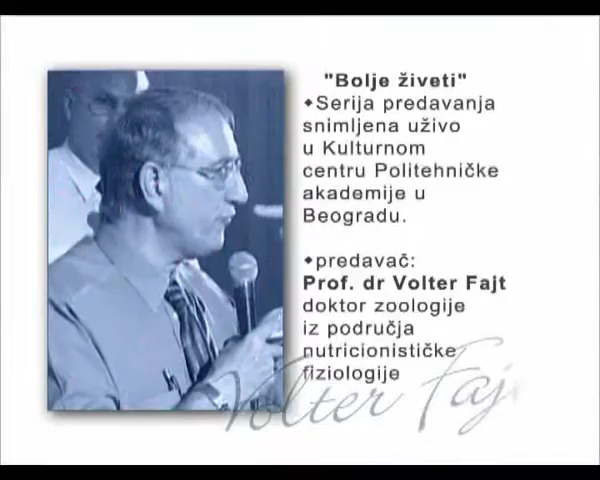 "Bolje živeti"
◆Serija predavanja
snimljena uživo
u Kulturnom
centru Politehničke
akademije u
Beogradu.
◆predavač:
Prof. dr Volter Fajt
doktor zoologije
iz područja
nutricionističke
fiziologije
Volter Fajt